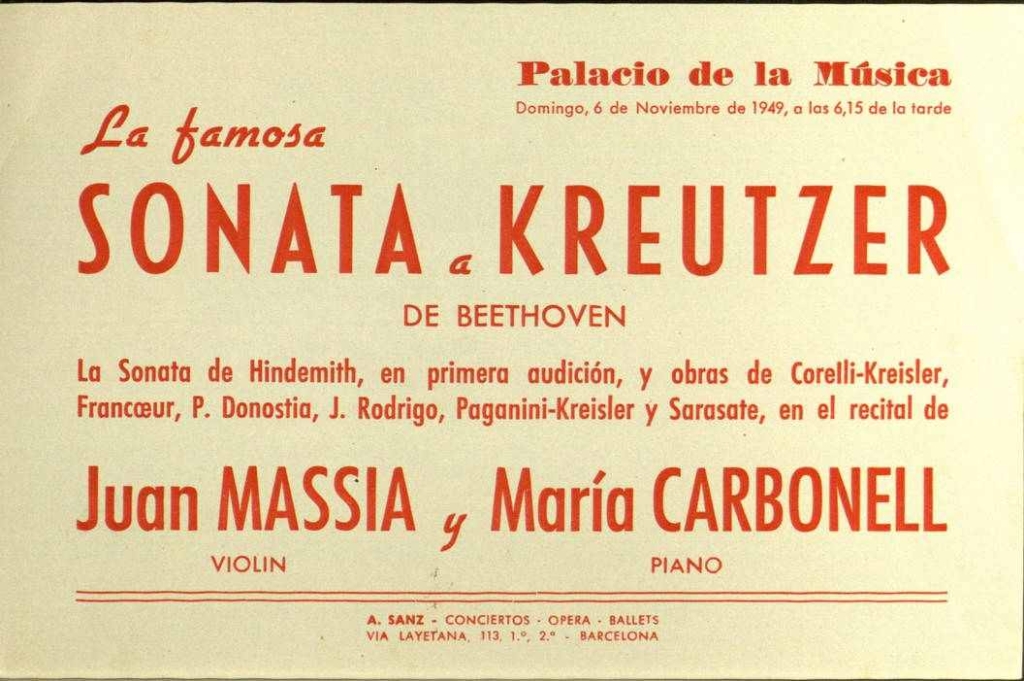 Palacio de la Música
Domingo, 6 de Noviembre de 1949, a las 6,15 de la tarde
La famosa
SONATA a KREUTZER
DE BEETHOVEN
La Sonata de Hindemith, en primera audición, y obras de Corelli-Kreisler,
Francœur, P. Donostia, J. Rodrigo, Paganini-Kreisler y Sarasate, en el recital de
Juan MASSIA y María CARBONELL
VIOLIN PIANO
A. SANZ - CONCIERTOS - OPERA - BALLETS
VIA LAYETANA, 113, 1.º, 2.ª - BARCELONA